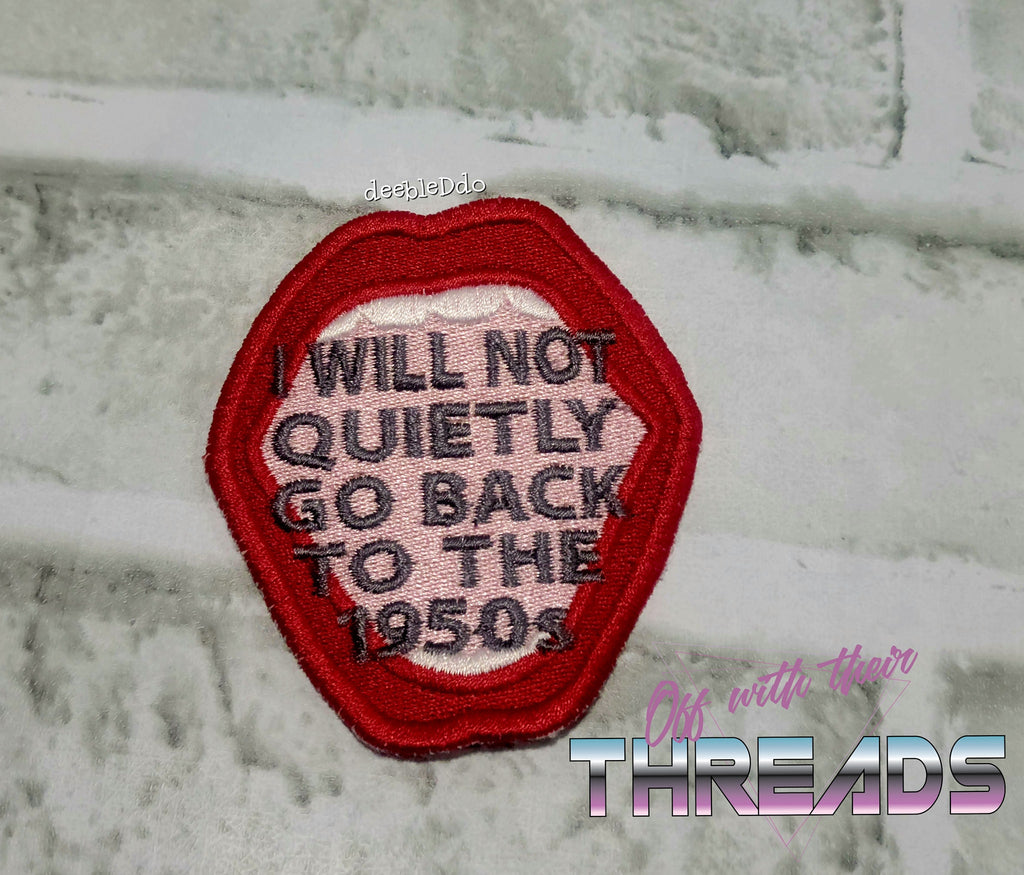 deebleDdo
I WILL NOT
QUIETLY
GO BACK
TO THE
1950s
Off with their
THREADS